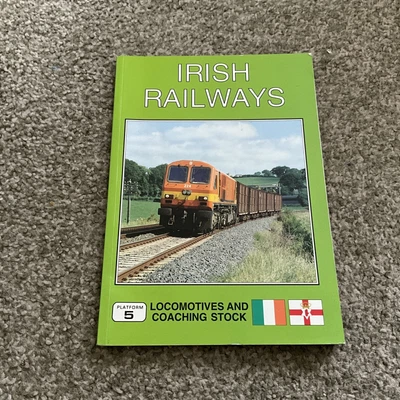 IRISH
RAILWAYS
PLATFORM
5
LOCOMOTIVES AND
COACHING STOCK